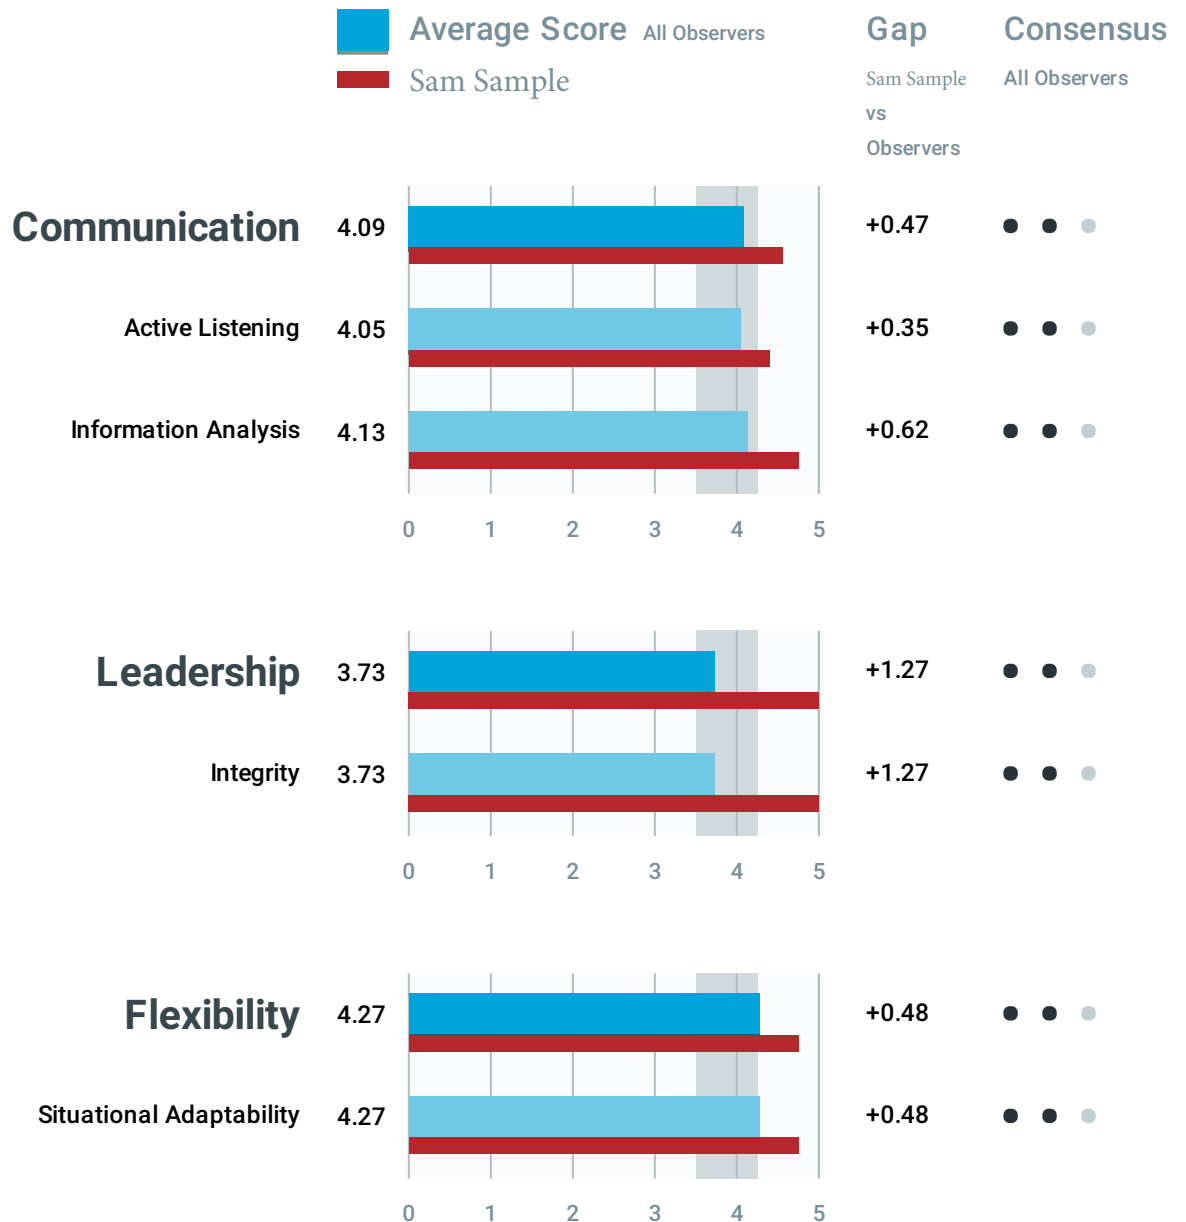 Average Score All Observers
Sam Sample
Gap
Sam Sample
vs
Observers
Consensus
All Observers
Communication 4.09 +0.47
Active Listening 4.05 +0.35
Information Analysis 4.13 +0.62
0 1 2 3 4 5
Leadership 3.73 +1.27
Integrity 3.73 +1.27
0 1 2 3 4 5
Flexibility 4.27 +0.48
Situational Adaptability 4.27 +0.48
0 1 2 3 4 5